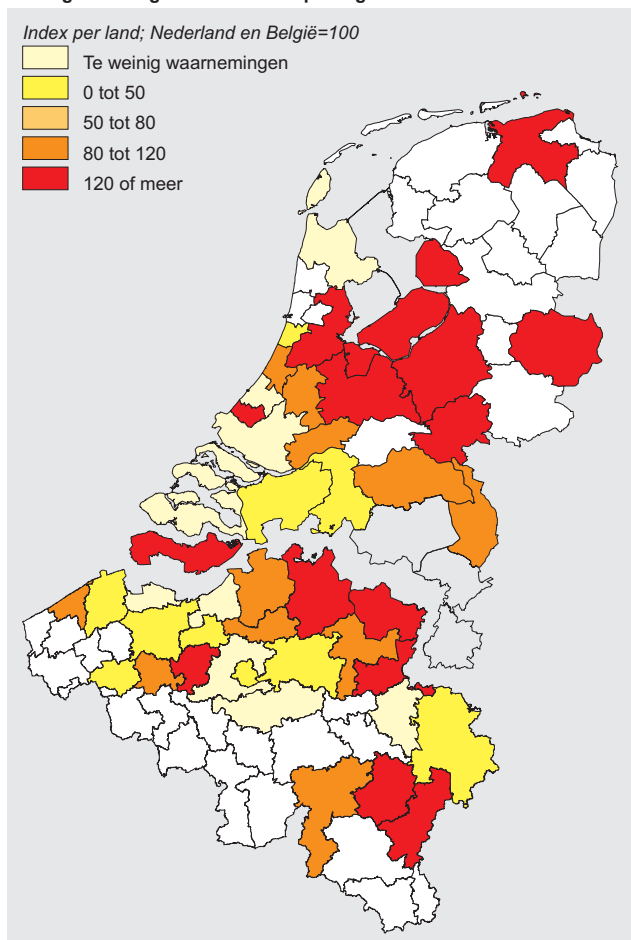 Index per land; Nederland en België=100
Te weinig waarnemingen
0 tot 50
50 tot 80
80 tot 120
120 of meer